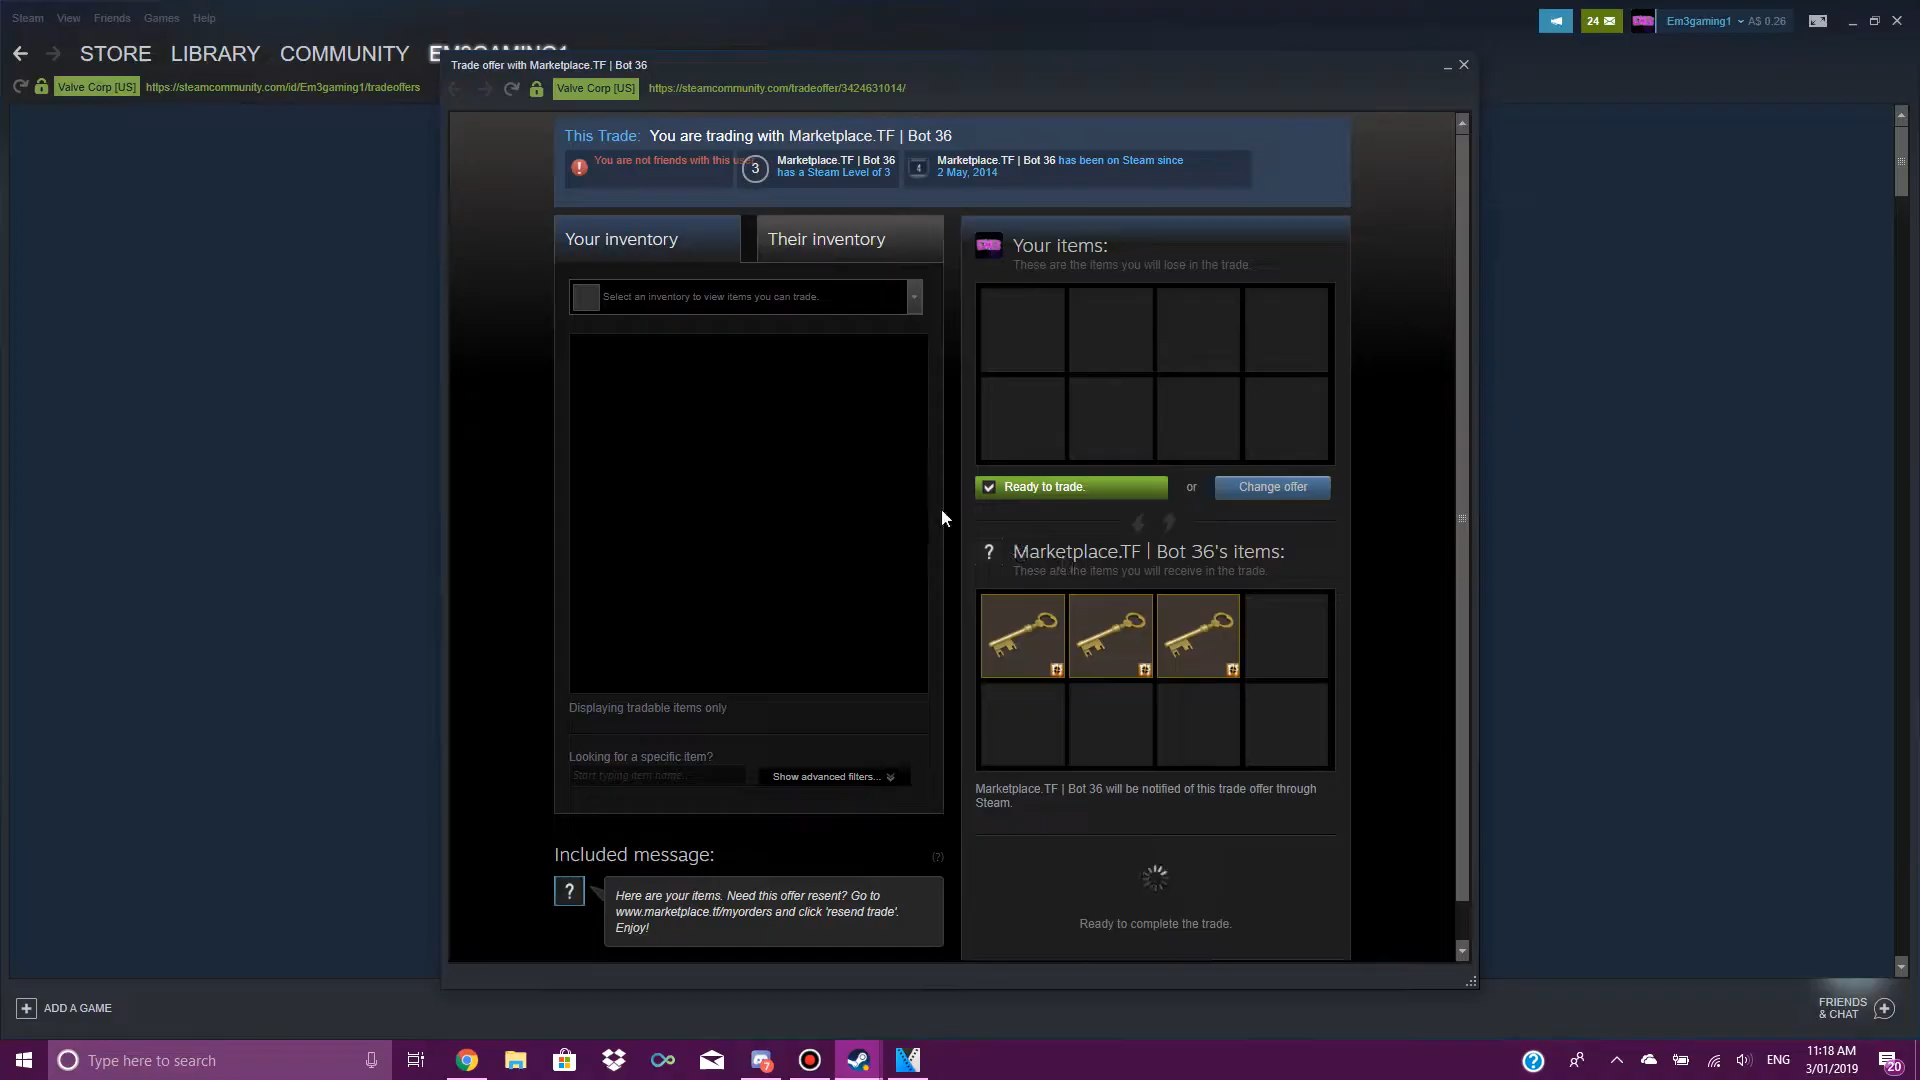 Steam View Friends Games Help
24
Em3gaming1 A$ 0.26
STORE LIBRARY COMMUNITY EM3GAMING1
Valve Corp [US] https://steamcommunity.com/id/Em3gaming1/tradeoffers
Trade offer with Marketplace.TF | Bot 36
Valve Corp [US] https://steamcommunity.com/tradeoffer/3424631014/
This Trade: You are trading with Marketplace.TF | Bot 36
You are not friends with this
3
Marketplace.TF | Bot 36
has a Steam Level of 3
4
Marketplace.TF | Bot 36 has been on Steam since
2 May, 2014
Your inventory
Their inventory
Select an inventory to view items you can trade.
Displaying tradable items only
Looking for a specific item?
Start typing item name...
Show advanced filters...
Your items:
These are the items you will lose in the trade.
Ready to trade.
or
Change offer
? Marketplace.TF | Bot 36's items:
These are the items you will receive in the trade.
Marketplace.TF | Bot 36 will be notified of this trade offer through
Steam.
Ready to complete the trade.
Included message:
(?)
?
Here are your items. Need this offer resent? Go to
www.marketplace.tf/myorders and click 'resend trade'.
Enjoy!
+ ADD A GAME
FRIENDS
& CHAT
Type here to search
7
?
ENG
11:18 AM
3/01/2019
20